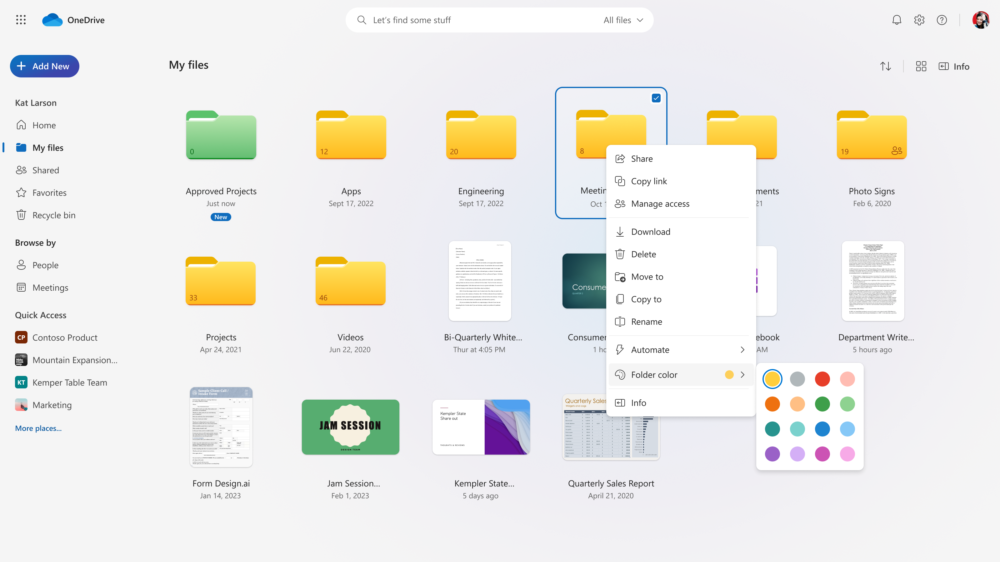 OneDrive
Let's find some stuff
All files
Add New
My files
Info
Kat Larson
Home
My files
Shared
Favorites
Recycle bin
Browse by
People
Meetings
Quick Access
CP Contoso Product
Make it look easy. Mountain Expansion...
KT Kemper Table Team
Marketing
More places...
0
12
20
8
19
Approved Projects
Just now
New
Apps
Sept 17, 2022
Engineering
Sept 17, 2022
Meetin
Oct 1
ments
21
Photo Signs
Feb 6, 2020
33
46
Consume
QUARTER 2
Projects
Apr 24, 2021
Videos
Jun 22, 2020
Bi-Quarterly White...
Thur at 4:05 PM
Consumer
1 ho
ebook
AM
Department Write...
5 hours ago
Share
Copy link
Manage access
Download
Delete
Move to
Copy to
Rename
Automate
Folder color
Info
Sample Client Call /
Intake Form
JAM SESSION
DESIGN TEAM
Kempler State
Share out
THOUGHTS & REVIEWS
Quarterly Sales
Widgets and cogs
Form Design.ai
Jan 14, 2023
Jam Session...
Feb 1, 2023
Kempler State...
5 days ago
Quarterly Sales Report
April 21, 2020